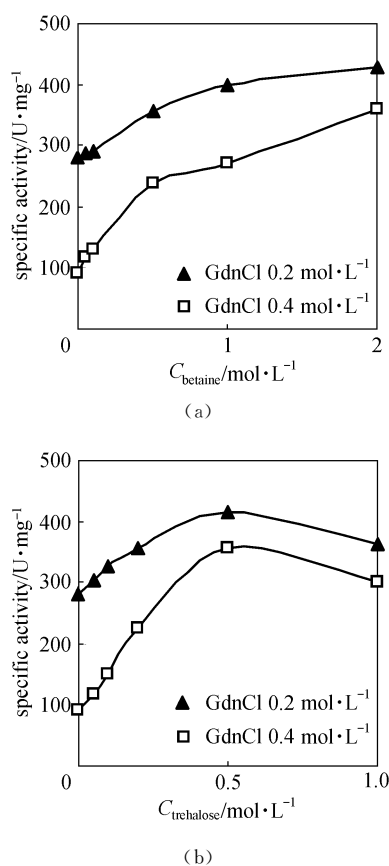 500
400
300
200
100
0
1
2
specific activity/U·mg⁻¹
▲ GdnCl 0.2 mol·L⁻¹
□ GdnCl 0.4 mol·L⁻¹
C_betaine/mol·L⁻¹
(a)
500
400
300
200
100
0
0.5
1.0
specific activity/U·mg⁻¹
▲ GdnCl 0.2 mol·L⁻¹
□ GdnCl 0.4 mol·L⁻¹
C_trehalose/mol·L⁻¹
(b)